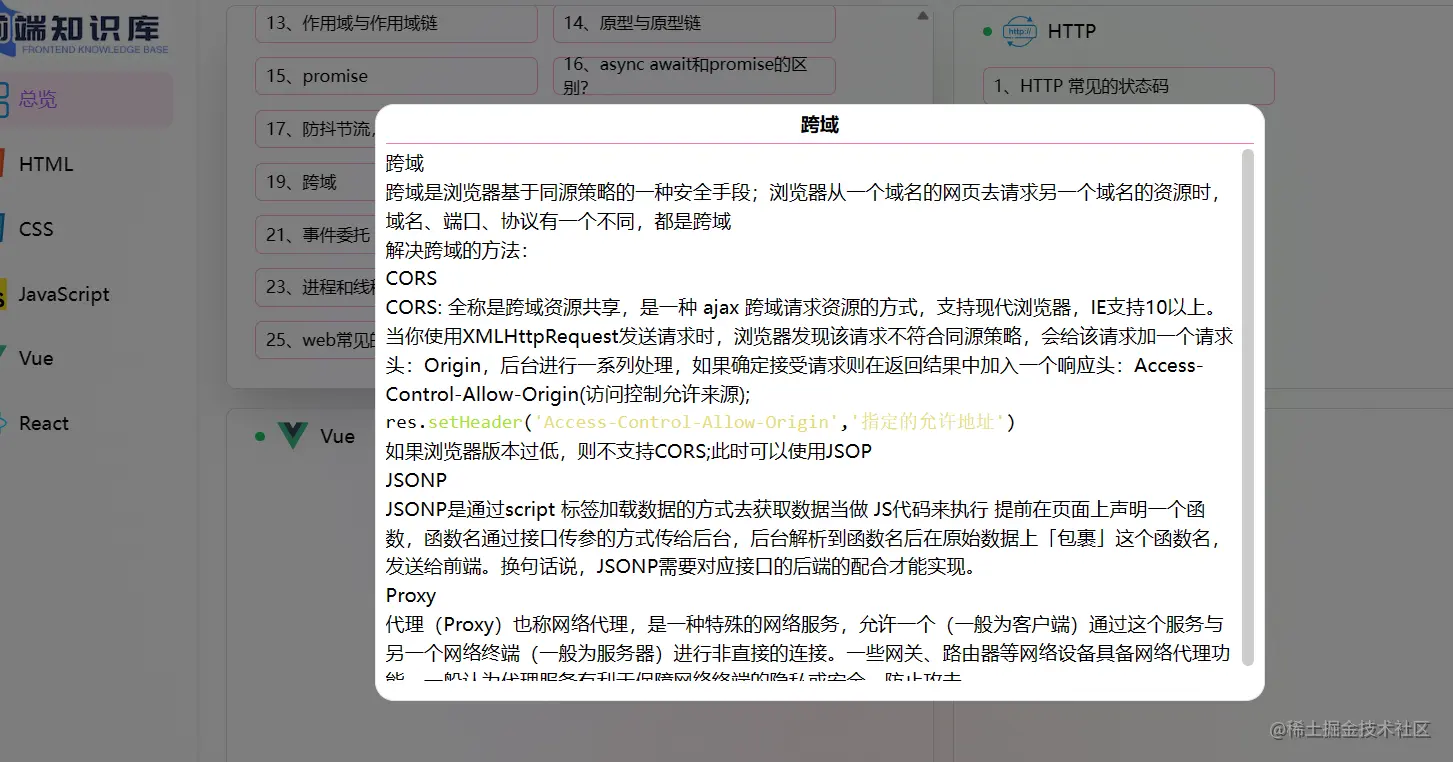 端知识库
FRONTEND KNOWLEDGE BASE
总览
HTML
CSS
JavaScript
Vue
React
13、作用域与作用域链
14、原型与原型链
15、promise
16、async await和promise的区
别?
17、防抖节流,
19、跨域
21、事件委托
23、进程和线
25、web常见
Vue
http://
HTTP
1、HTTP 常见的状态码
跨域
跨域
跨域是浏览器基于同源策略的一种安全手段；浏览器从一个域名的网页去请求另一个域名的资源时，
域名、端口、协议有一个不同，都是跨域
解决跨域的方法：
CORS
CORS: 全称是跨域资源共享，是一种 ajax 跨域请求资源的方式，支持现代浏览器，IE支持10以上。
当你使用XMLHttpRequest发送请求时，浏览器发现该请求不符合同源策略，会给该请求加一个请求
头：Origin，后台进行一系列处理，如果确定接受请求则在返回结果中加入一个响应头：Access-
Control-Allow-Origin(访问控制允许来源);
res.setHeader('Access-Control-Allow-Origin','指定的允许地址')
如果浏览器版本过低，则不支持CORS;此时可以使用JSOP
JSONP
JSONP是通过script 标签加载数据的方式去获取数据当做 JS代码来执行 提前在页面上声明一个函
数，函数名通过接口传参的方式传给后台，后台解析到函数名后在原始数据上「包裹」这个函数名，
发送给前端。换句话说，JSONP需要对应接口的后端的配合才能实现。
Proxy
代理（Proxy）也称网络代理，是一种特殊的网络服务，允许一个（一般为客户端）通过这个服务与
另一个网络终端（一般为服务器）进行非直接的连接。一些网关、路由器等网络设备具备网络代理功
能。一般认为代理服务有利于保障网络终端的隐私或安全，防止攻击
@稀土掘金技术社区